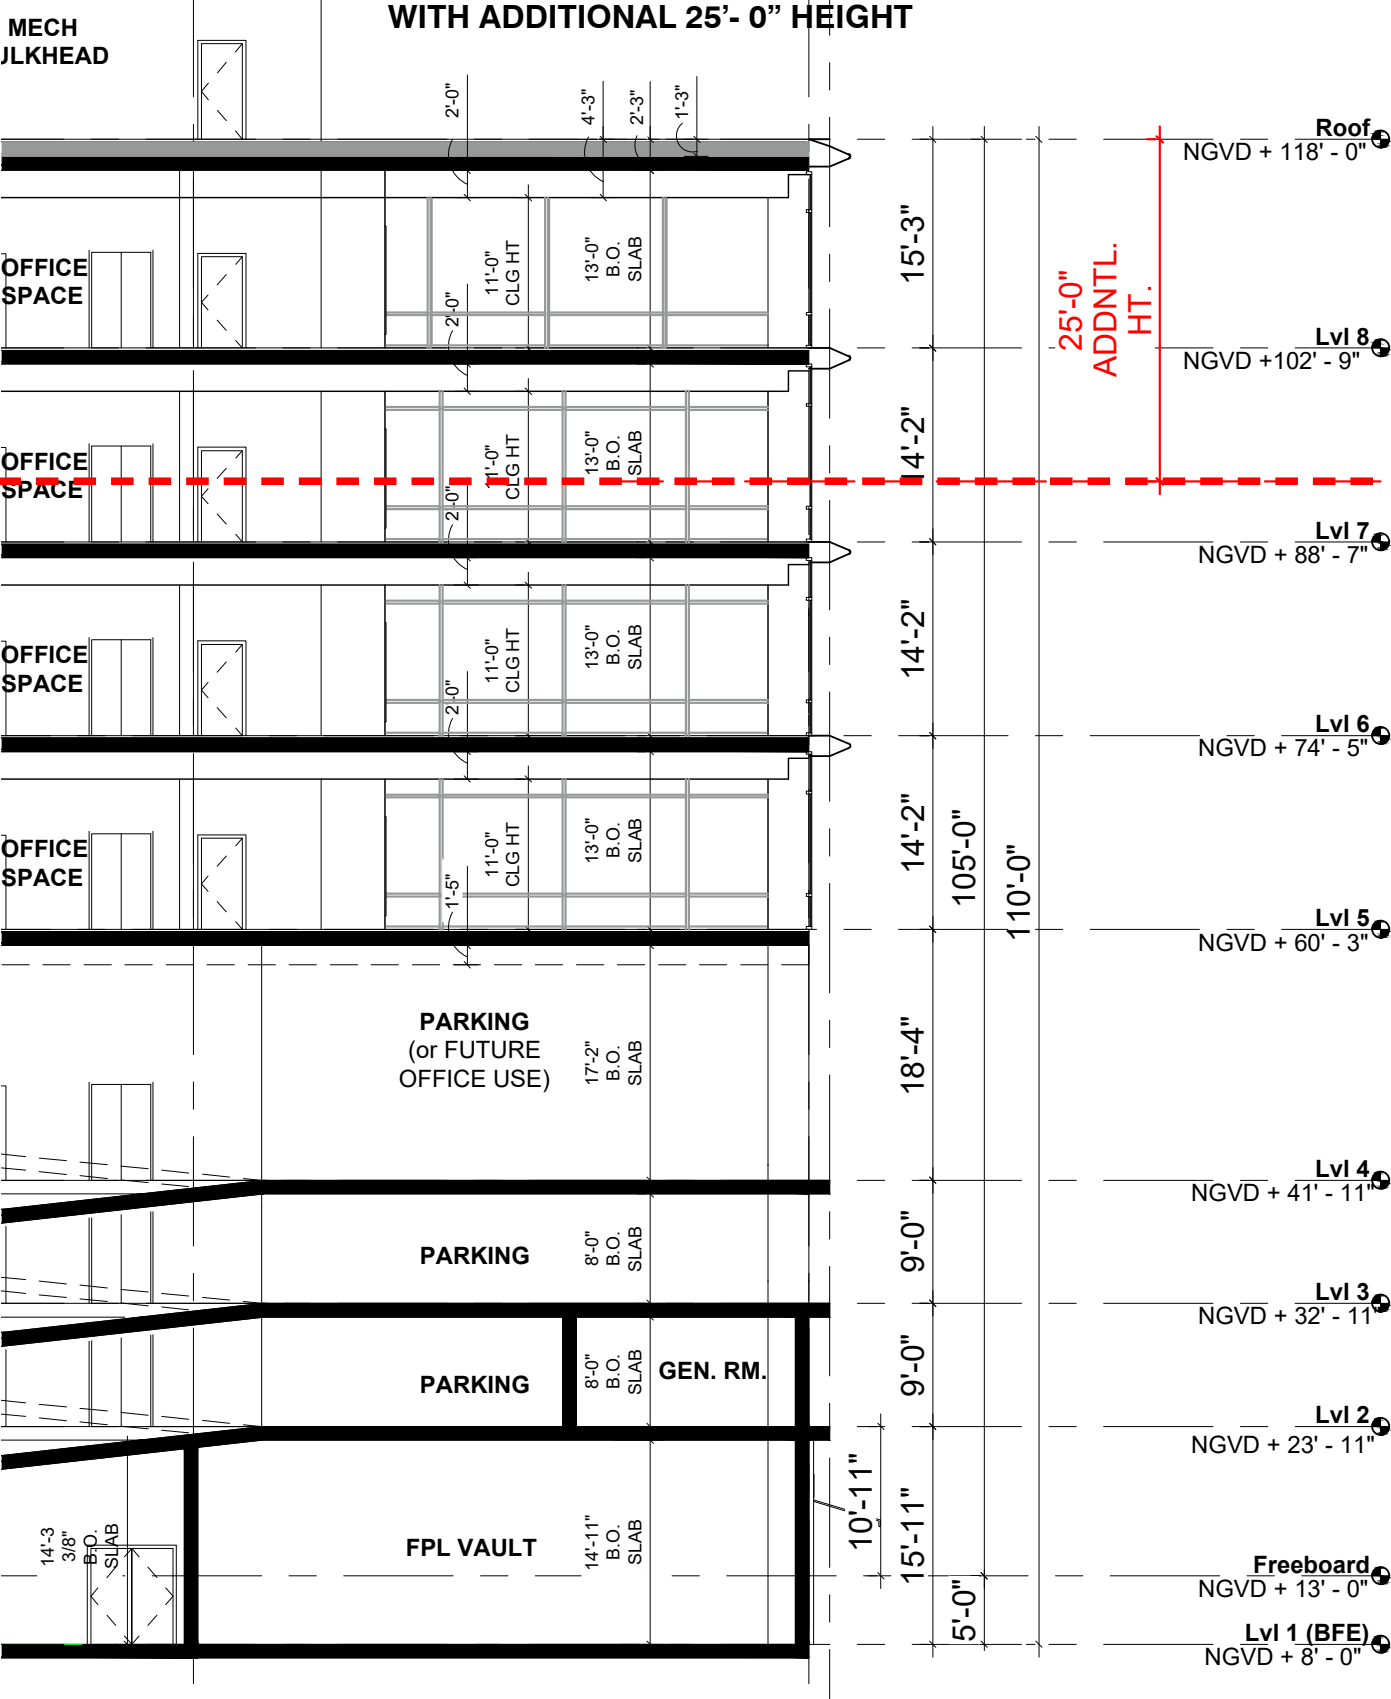 WITH ADDITIONAL 25’- 0” HEIGHT
MECH
ULKHEAD
2'-0"
4'-3"
2'-3"
1'-3"
Roof
NGVD + 118' - 0"
OFFICE
SPACE
11'-0"
CLG HT
13'-0"
B.O.
SLAB
15'-3"
25'-0"
ADDNTL.
HT.
2'-0"
Lvl 8
NGVD +102' - 9"
OFFICE
SPACE
11'-0"
CLG HT
13'-0"
B.O.
SLAB
14'-2"
2'-0"
Lvl 7
NGVD + 88' - 7"
OFFICE
SPACE
11'-0"
CLG HT
13'-0"
B.O.
SLAB
14'-2"
2'-0"
Lvl 6
NGVD + 74' - 5"
OFFICE
SPACE
11'-0"
CLG HT
13'-0"
B.O.
SLAB
14'-2"
105'-0"
110'-0"
1'-5"
Lvl 5
NGVD + 60' - 3"
PARKING
(or FUTURE
OFFICE USE)
17'-2"
B.O.
SLAB
18'-4"
Lvl 4
NGVD + 41' - 11"
PARKING
8'-0"
B.O.
SLAB
9'-0"
Lvl 3
NGVD + 32' - 11"
PARKING
8'-0"
B.O.
SLAB
GEN. RM.
9'-0"
Lvl 2
NGVD + 23' - 11"
14'-3
3/8"
B.O.
SLAB
FPL VAULT
14'-11"
B.O.
SLAB
10'-11"
15'-11"
5'-0"
Freeboard
NGVD + 13' - 0"
Lvl 1 (BFE)
NGVD + 8' - 0"